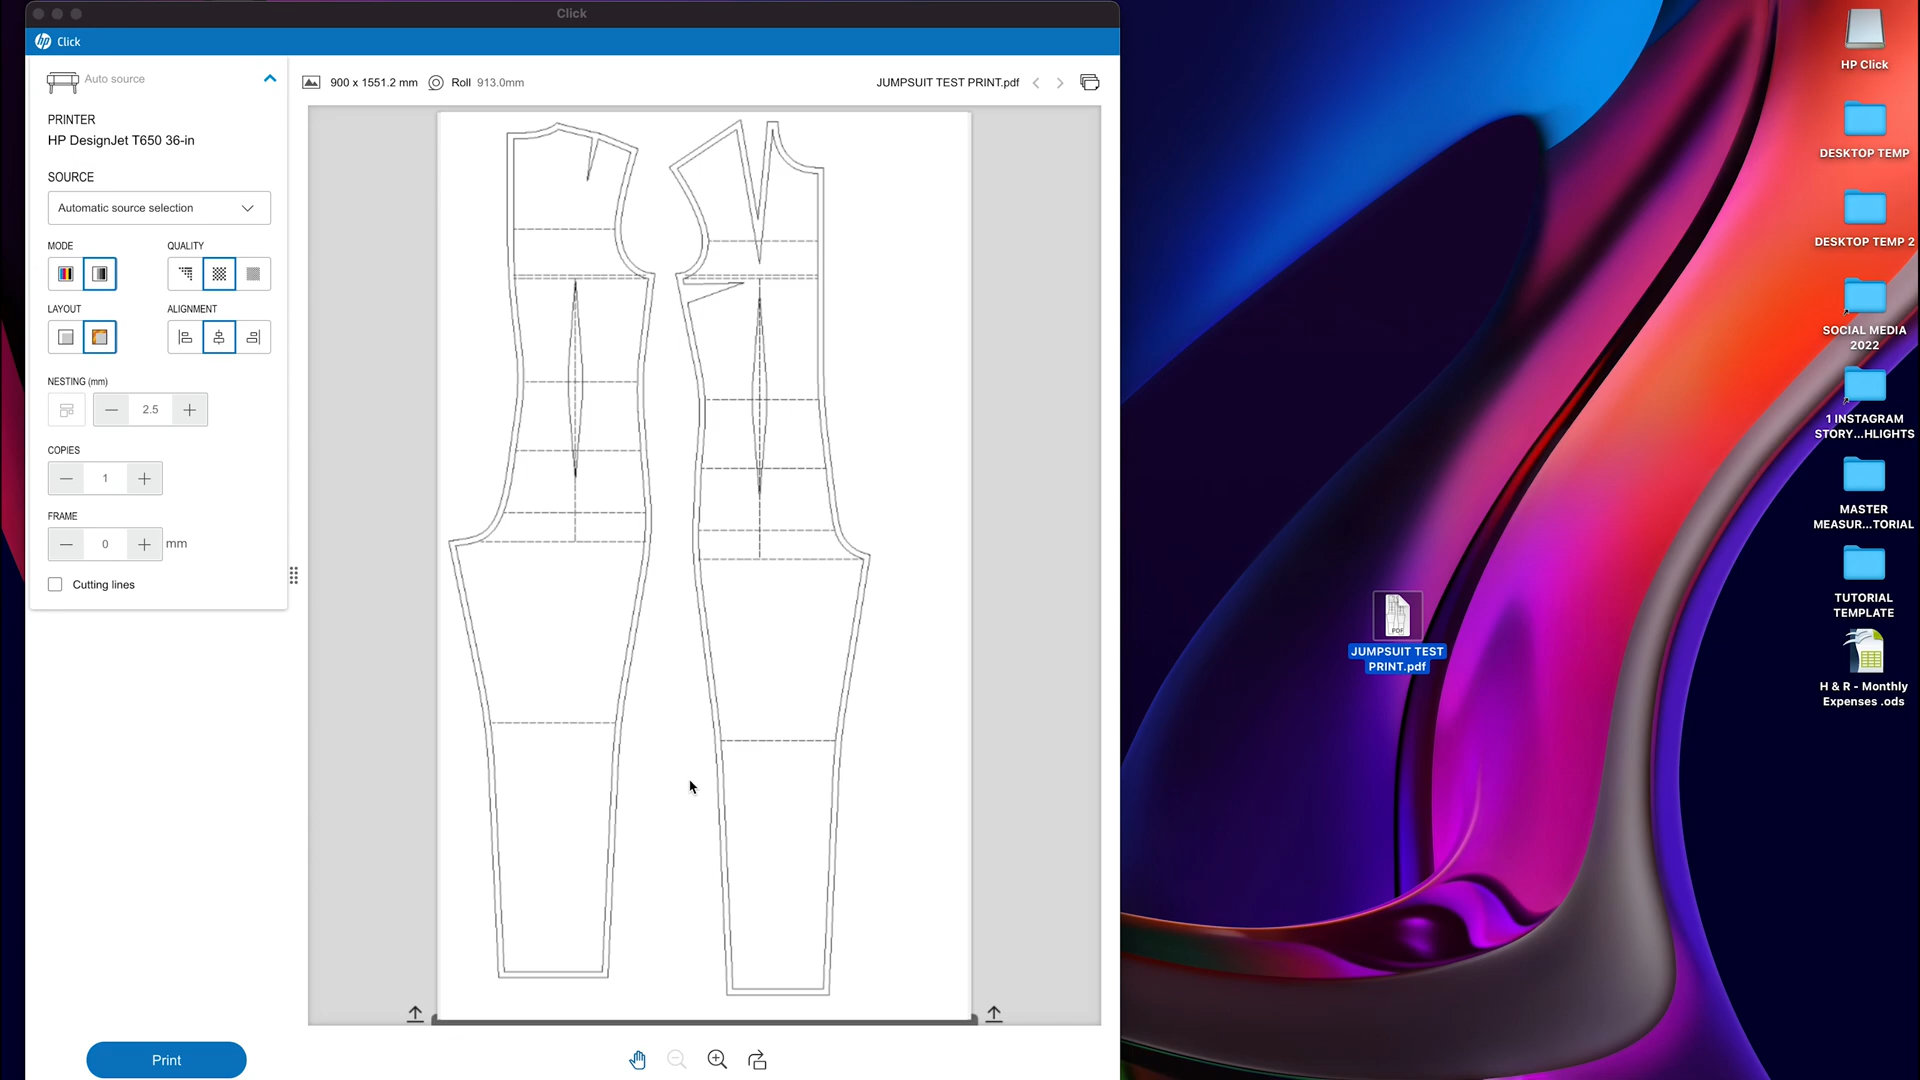 Click
hp Click
Auto source
900 x 1551.2 mm Roll 913.0mm
JUMPSUIT TEST PRINT.pdf
PRINTER
HP DesignJet T650 36-in
SOURCE
Automatic source selection
MODE QUALITY
LAYOUT ALIGNMENT
NESTING (mm)
2.5
COPIES
1
FRAME
0 mm
Cutting lines
Print
PDF
JUMPSUIT TEST
PRINT.pdf
HP Click
DESKTOP TEMP
DESKTOP TEMP 2
SOCIAL MEDIA
2022
1 INSTAGRAM
STORY...HLIGHTS
MASTER
MEASUR...TORIAL
TUTORIAL
TEMPLATE
H & R - Monthly
Expenses .ods